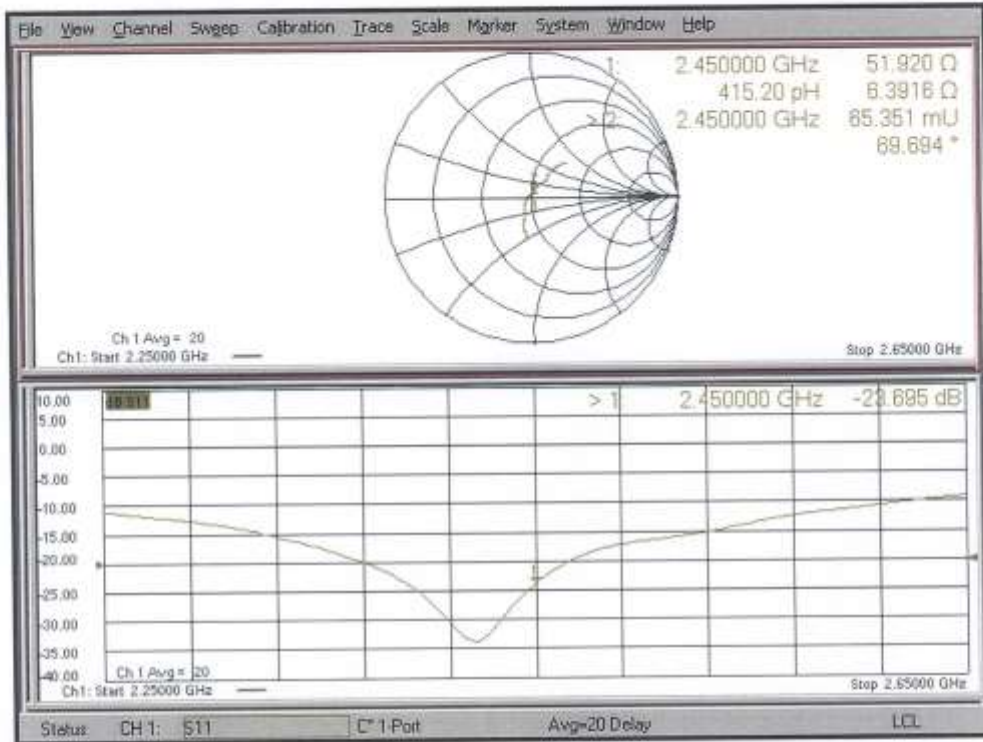 File View Channel Sweep Calibration Trace Scale Marker System Window Help
1: 2.450000 GHz 51.920 Ω
415.20 pH 6.3916 Ω
> 2: 2.450000 GHz 65.351 mU
69.694 °
Ch 1 Avg = 20
Ch1: Start 2.25000 GHz
Stop 2.65000 GHz
10.00
> 1: 2.450000 GHz -23.695 dB
5.00
0.00
-5.00
-10.00
-15.00
-20.00
-25.00
-30.00
-35.00
-40.00
1
Ch 1 Avg = 20
Ch1: Start 2.25000 GHz
Stop 2.65000 GHz
Status CH 1: S11 C* 1-Port Avg=20 Delay LCL